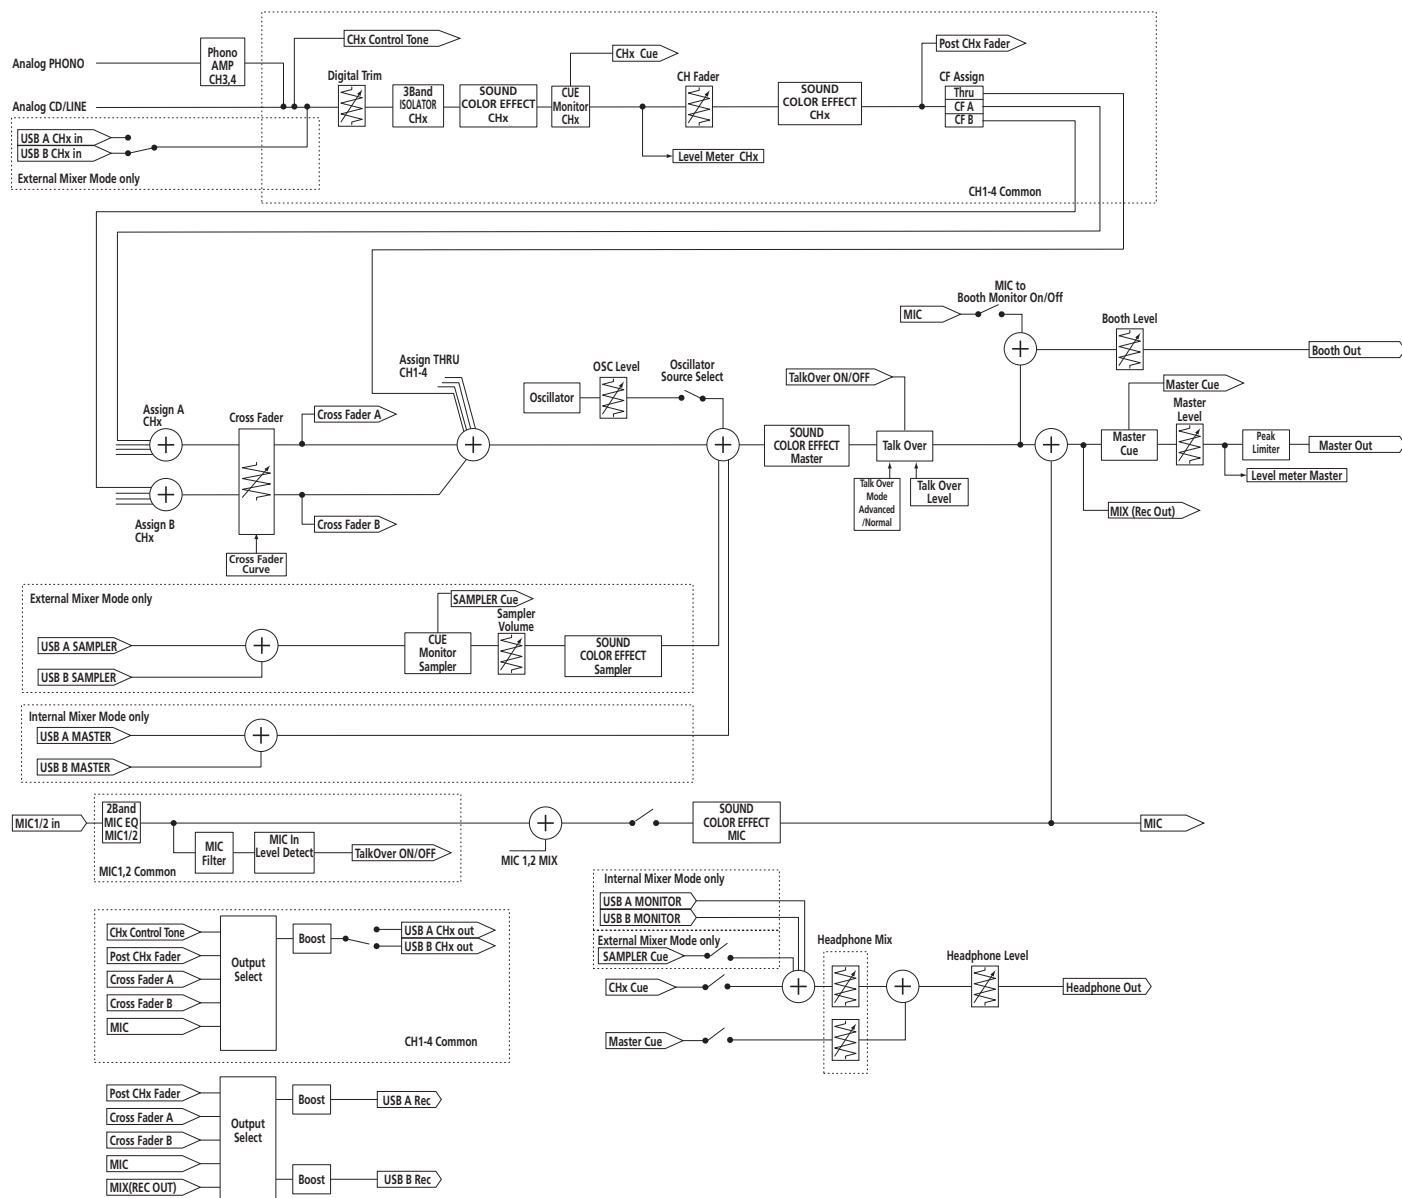 Analog PHONO
Phono
AMP
CH3,4
CHx Control Tone
CHx Cue
Post CHx Fader
Analog CD/LINE
Digital Trim
3Band
ISOLATOR
CHx
SOUND
COLOR EFFECT
CHx
CUE
Monitor
CHx
CH Fader
SOUND
COLOR EFFECT
CHx
CF Assign
Thru
CF A
CF B
USB A CHx in
USB B CHx in
External Mixer Mode only
Level Meter CHx
CH1-4 Common
MIC to
Booth Monitor On/Off
MIC
Booth Level
Booth Out
Assign THRU
CH1-4
OSC Level
Oscillator
Source Select
Oscillator
TalkOver ON/OFF
Master Cue
Master
Level
Assign A
CHx
Cross Fader
Cross Fader A
SOUND
COLOR EFFECT
Master
Talk Over
Master
Cue
Peak
Limiter
Master Out
Level meter Master
Talk Over
Mode
Advanced
/Normal
Talk Over
Level
MIX (Rec Out)
Assign B
CHx
Cross Fader B
Cross Fader
Curve
External Mixer Mode only
SAMPLER Cue
Sampler
Volume
USB A SAMPLER
CUE
Monitor
Sampler
SOUND
COLOR EFFECT
Sampler
USB B SAMPLER
Internal Mixer Mode only
USB A MASTER
USB B MASTER
MIC1/2 in
2Band
MIC EQ
MIC1/2
MIC
Filter
MIC In
Level Detect
TalkOver ON/OFF
MIC1,2 Common
MIC 1,2 MIX
SOUND
COLOR EFFECT
MIC
MIC
Internal Mixer Mode only
USB A MONITOR
USB B MONITOR
External Mixer Mode only
SAMPLER Cue
Headphone Mix
Headphone Level
CHx Cue
Headphone Out
Master Cue
CHx Control Tone
Post CHx Fader
Cross Fader A
Cross Fader B
MIC
Output
Select
Boost
USB A CHx out
USB B CHx out
CH1-4 Common
Post CHx Fader
Cross Fader A
Cross Fader B
MIC
MIX(REC OUT)
Output
Select
Boost
USB A Rec
Boost
USB B Rec